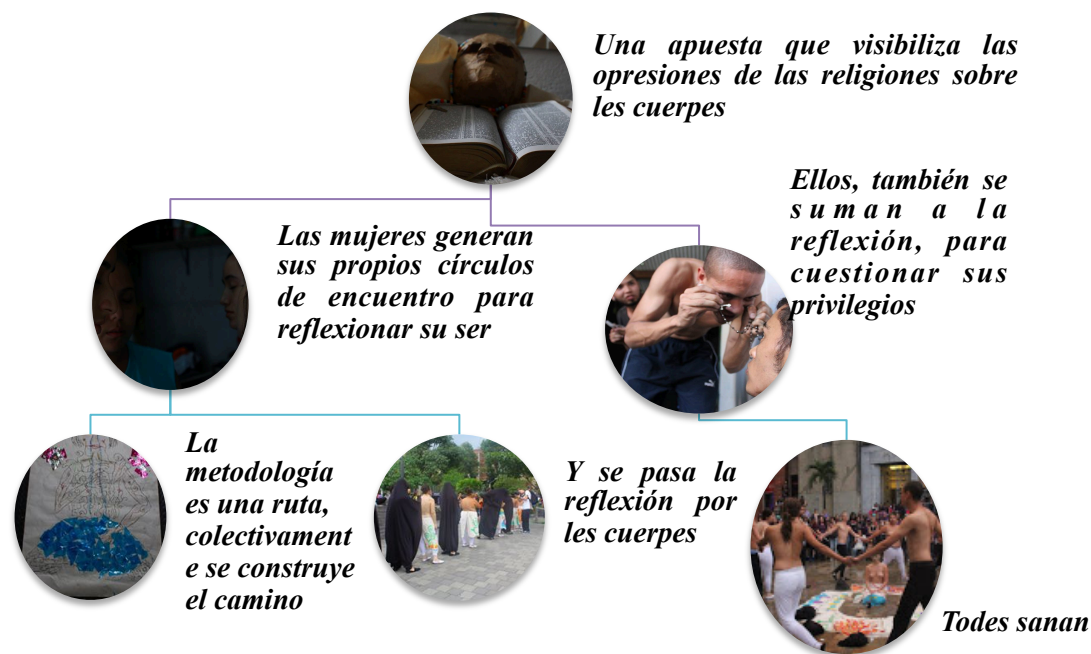 Una apuesta que visibiliza las
opresiones de las religiones sobre
les cuerpes
Ellos, también se
suman a la
reflexión, para
cuestionar sus
privilegios
Las mujeres generan
sus propios círculos
de encuentro para
reflexionar su ser
La
metodología
es una ruta,
colectivament
e se construye
el camino
Y se pasa la
reflexión por
les cuerpes
Todes sanan